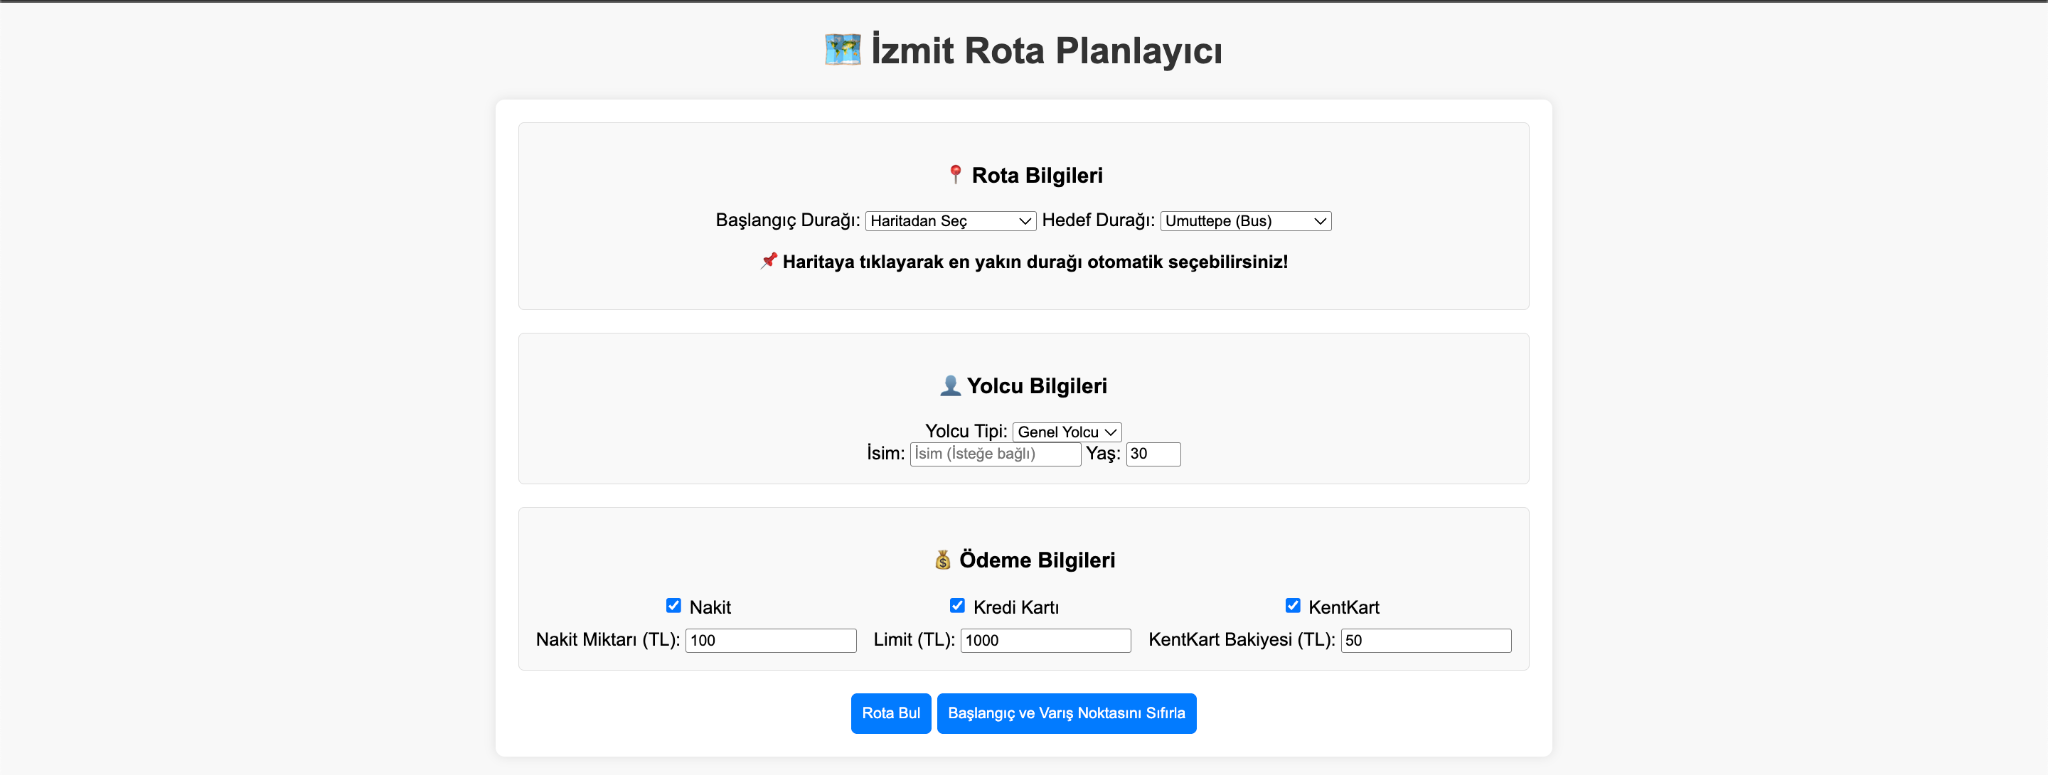 🗺️ İzmit Rota Planlayıcı
📍 Rota Bilgileri
Başlangıç Durağı: Haritadan Seç Hedef Durağı: Umuttepe (Bus)
📌 Haritaya tıklayarak en yakın durağı otomatik seçebilirsiniz!
👤 Yolcu Bilgileri
Yolcu Tipi: Genel Yolcu
İsim: İsim (İsteğe bağlı) Yaş: 30
💰 Ödeme Bilgileri
Nakit Kredi Kartı KentKart
Nakit Miktarı (TL): 100 Limit (TL): 1000 KentKart Bakiyesi (TL): 50
Rota Bul Başlangıç ve Varış Noktasını Sıfırla